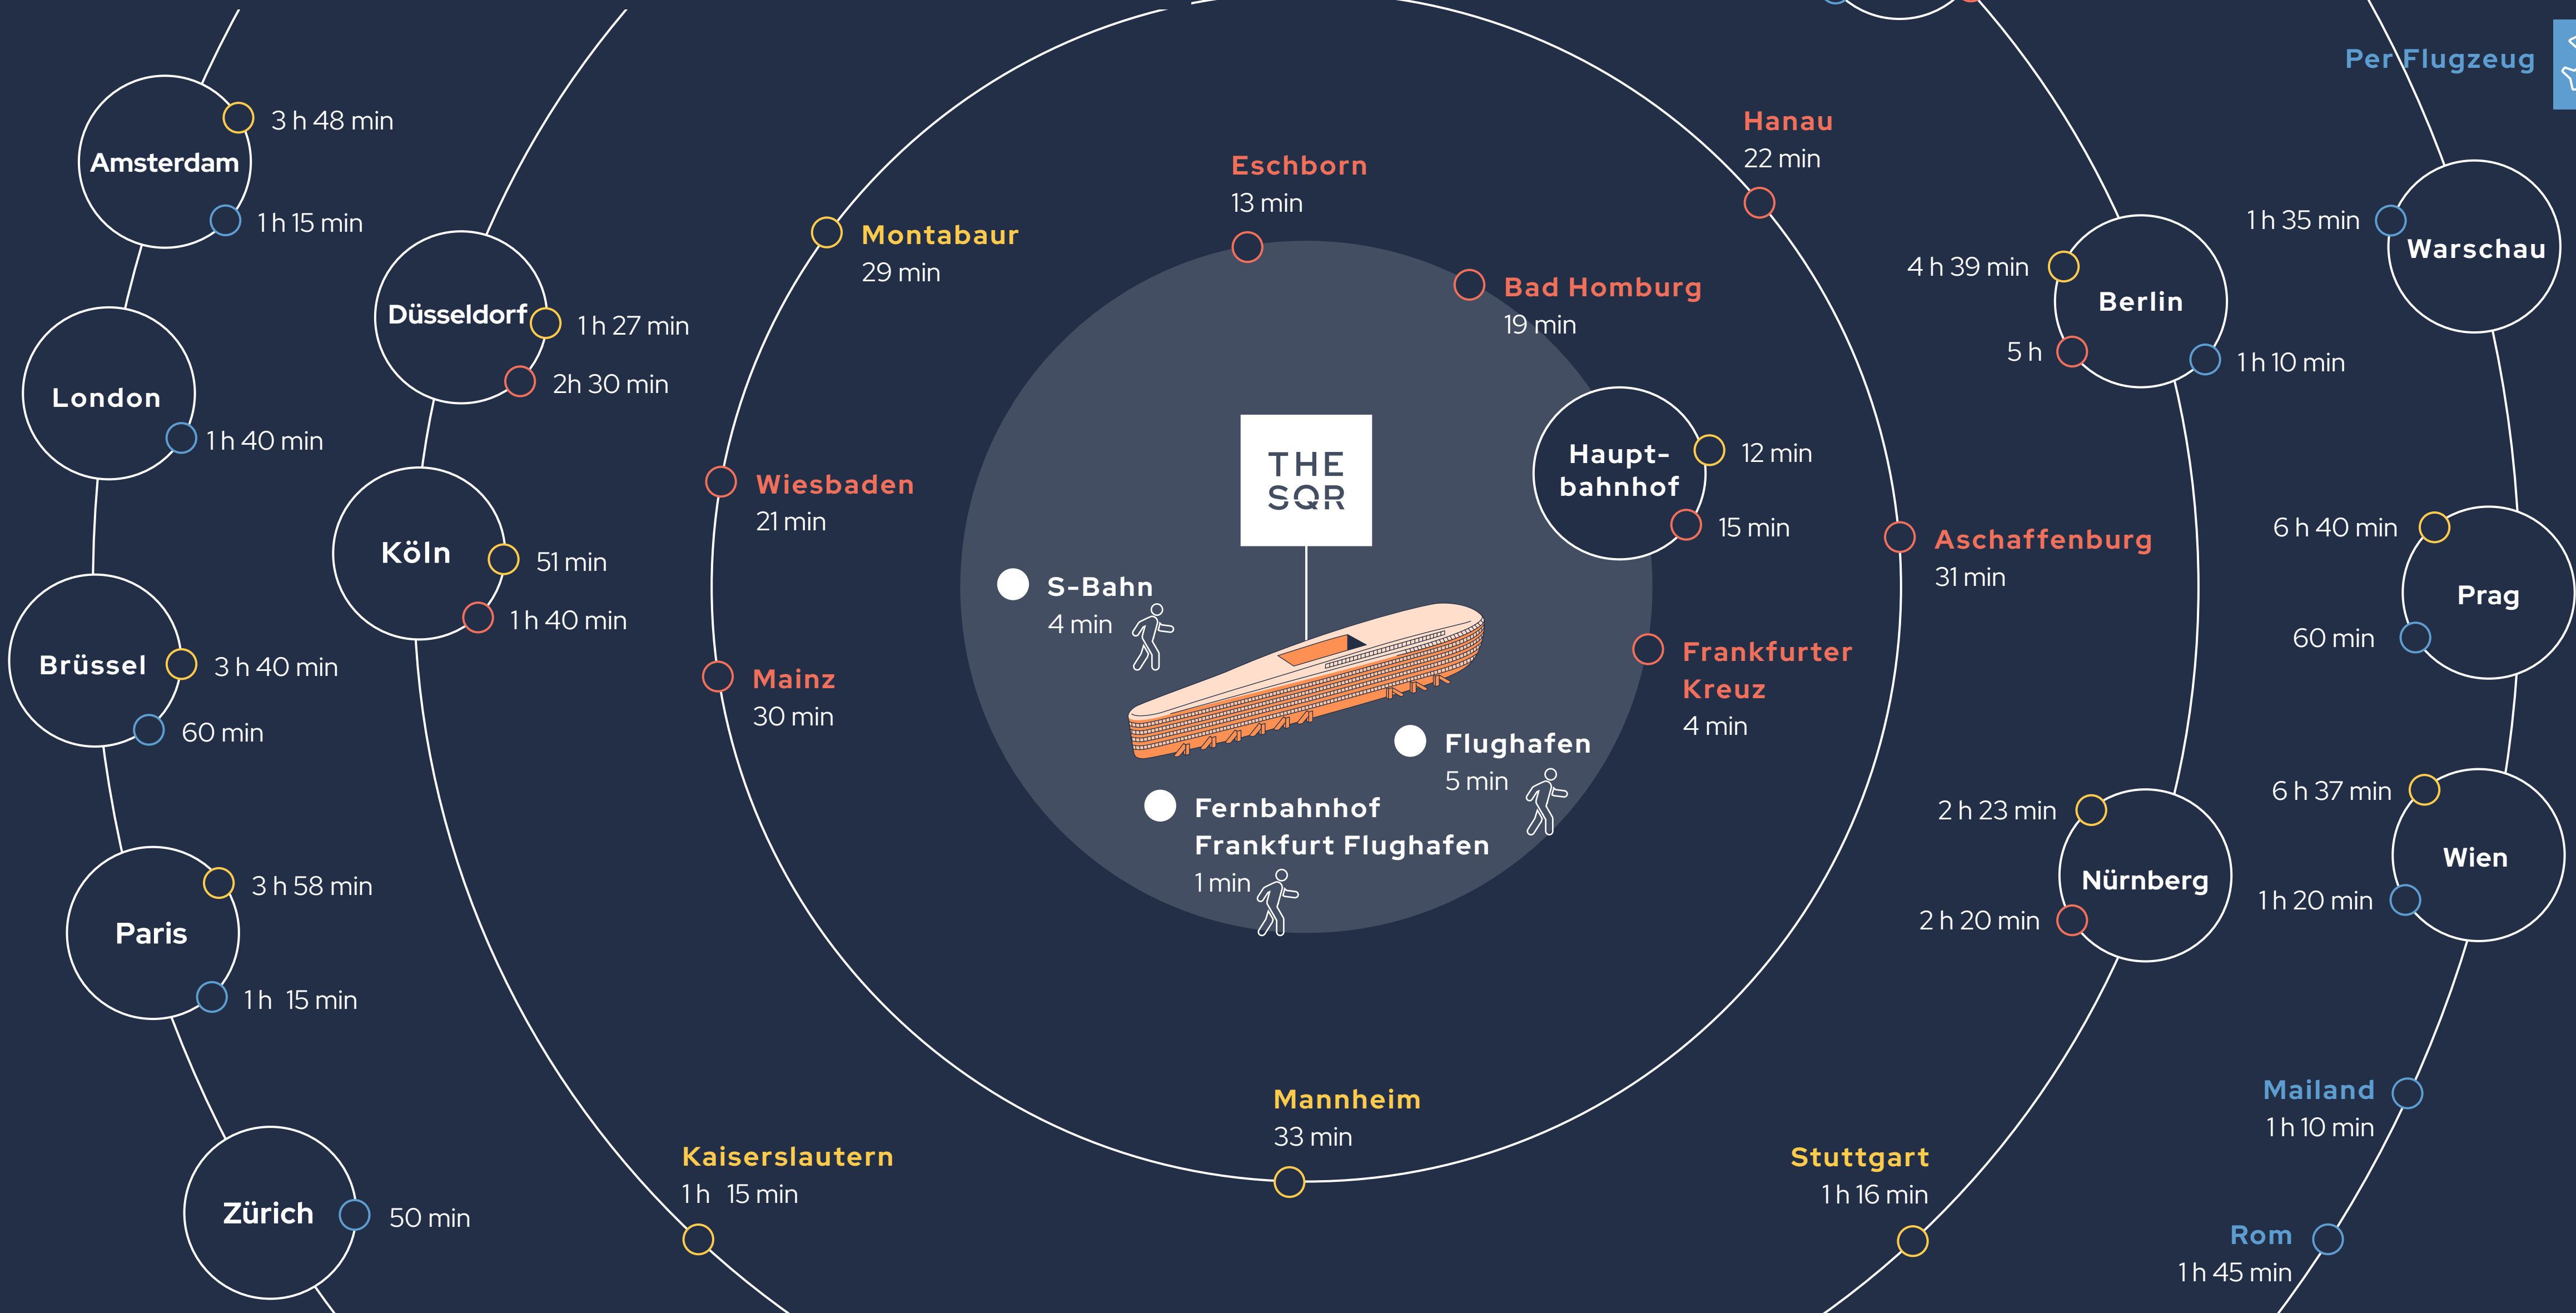 Per Flugzeug
Amsterdam
3 h 48 min
1 h 15 min
London
1 h 40 min
Brüssel
3 h 40 min
60 min
Paris
3 h 58 min
1 h 15 min
Zürich
50 min
Düsseldorf
1 h 27 min
2h 30 min
Köln
51 min
1 h 40 min
Kaiserslautern
1 h 15 min
Montabaur
29 min
Wiesbaden
21 min
Mainz
30 min
Mannheim
33 min
Hanau
22 min
Aschaffenburg
31 min
Eschborn
13 min
Bad Homburg
19 min
Haupt-
bahnhof
12 min
15 min
Frankfurter
Kreuz
4 min
THE
SQR
S-Bahn
4 min
Flughafen
5 min
Fernbahnhof
Frankfurt Flughafen
1 min
Berlin
4 h 39 min
5 h
1 h 10 min
Nürnberg
2 h 23 min
2 h 20 min
Stuttgart
1 h 16 min
Warschau
1 h 35 min
Prag
6 h 40 min
60 min
Wien
6 h 37 min
1 h 20 min
Mailand
1 h 10 min
Rom
1 h 45 min